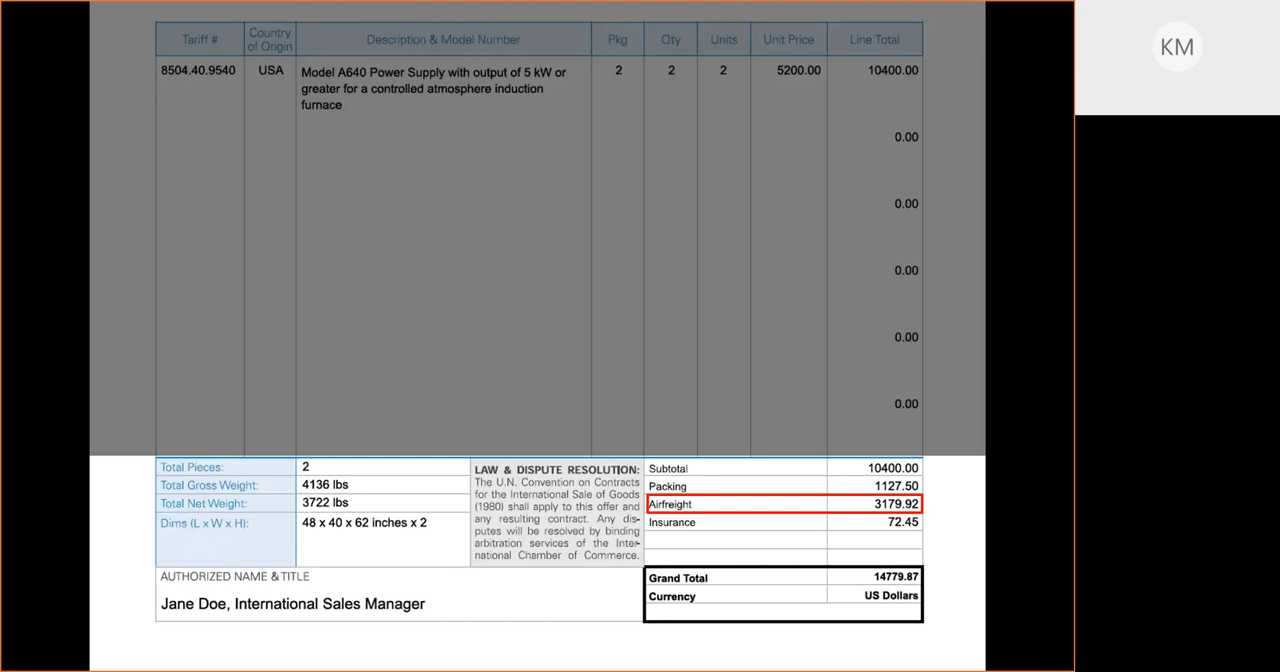 KM
Tariff # Country of Origin Description & Model Number Pkg Qty Units Unit Price Line Total
8504.40.9540 USA Model A640 Power Supply with output of 5 kW or 2 2 2 5200.00 10400.00
greater for a controlled atmosphere induction
furnace
0.00
0.00
0.00
0.00
0.00
Total Pieces: 2
Total Gross Weight: 4136 lbs
Total Net Weight: 3722 lbs
Dims (L x W x H): 48 x 40 x 62 inches x 2
LAW & DISPUTE RESOLUTION:
The U.N. Convention on Contracts
for the International Sale of Goods
(1980) shall apply to this offer and
any resulting contract. Any dis-
putes will be resolved by binding
arbitration services of the Inter-
national Chamber of Commerce.
Subtotal 10400.00
Packing 1127.50
Airfreight 3179.92
Insurance 72.45
AUTHORIZED NAME & TITLE
Jane Doe, International Sales Manager
Grand Total 14779.87
Currency US Dollars